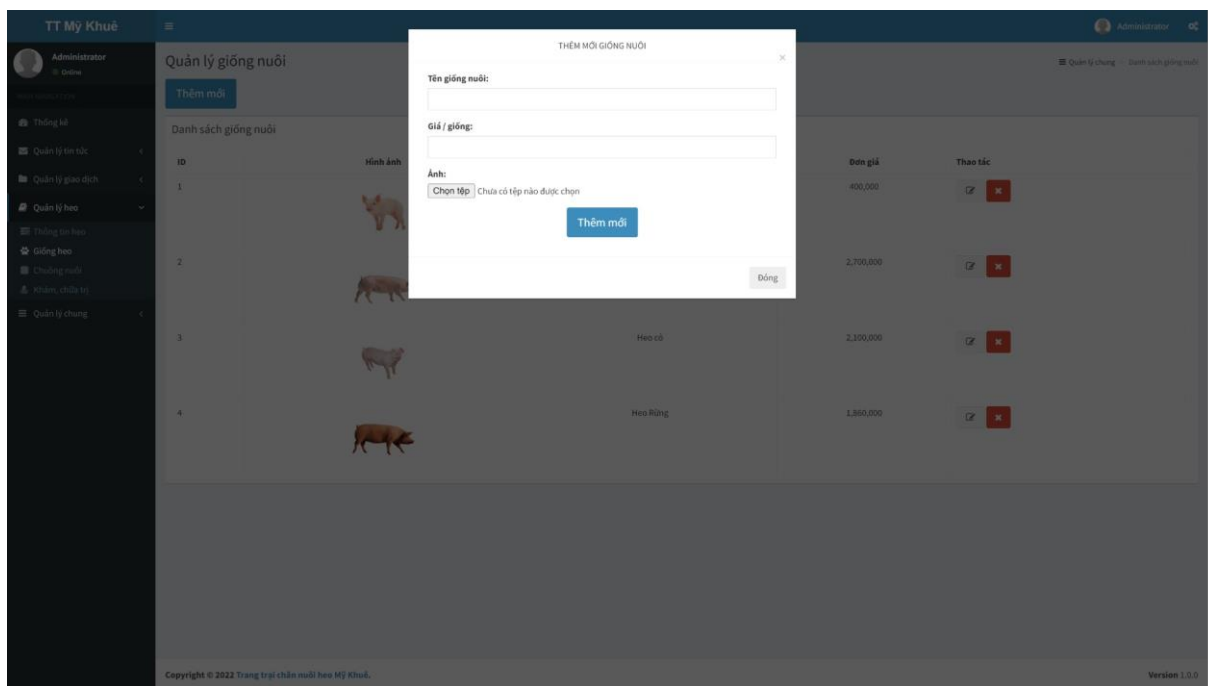 TT Mỹ Khuê
Administrator
Administrator
Online
Quản lý giống nuôi
Quản lý chung
Danh sách giống nuôi
Thêm mới
Thống kê
Quản lý tin tức
Quản lý giao dịch
Quản lý heo
Thông tin heo
Giống heo
Chuồng nuôi
Khám, chữa trị
Quản lý chung
Danh sách giống nuôi
ID
Hình ảnh
Đơn giá
Thao tác
1
400,000
2
2,700,000
3
Heo cỏ
2,100,000
4
Heo Rừng
1,860,000
THÊM MỚI GIỐNG NUÔI
×
Tên giống nuôi:
Giá / giống:
Ảnh:
Chọn tệp Chưa có tệp nào được chọn
Thêm mới
Đóng
Copyright © 2022 Trang trại chăn nuôi heo Mỹ Khuê.
Version 1.0.0